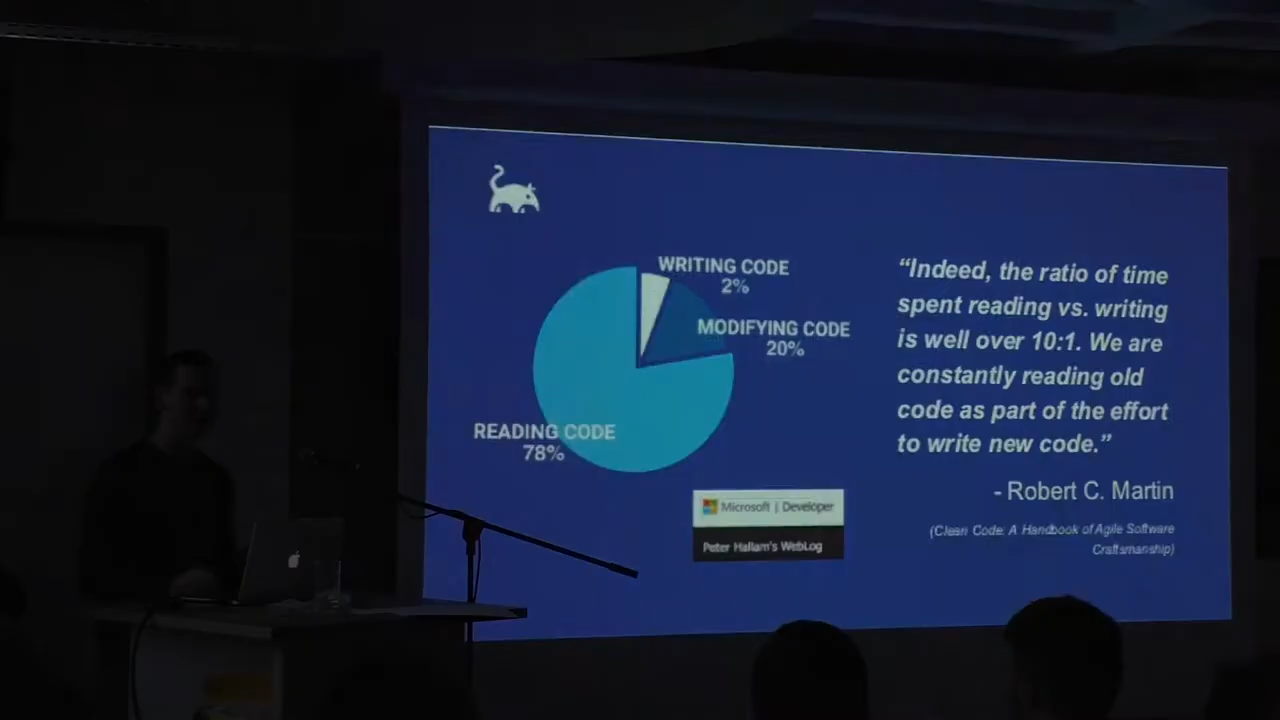 WRITING CODE
2%
MODIFYING CODE
20%
READING CODE
78%
Microsoft | Developer
Peter Hallam's WebLog
“Indeed, the ratio of time
spent reading vs. writing
is well over 10:1. We are
constantly reading old
code as part of the effort
to write new code.”
- Robert C. Martin
(Clean Code: A Handbook of Agile Software
Craftsmanship)